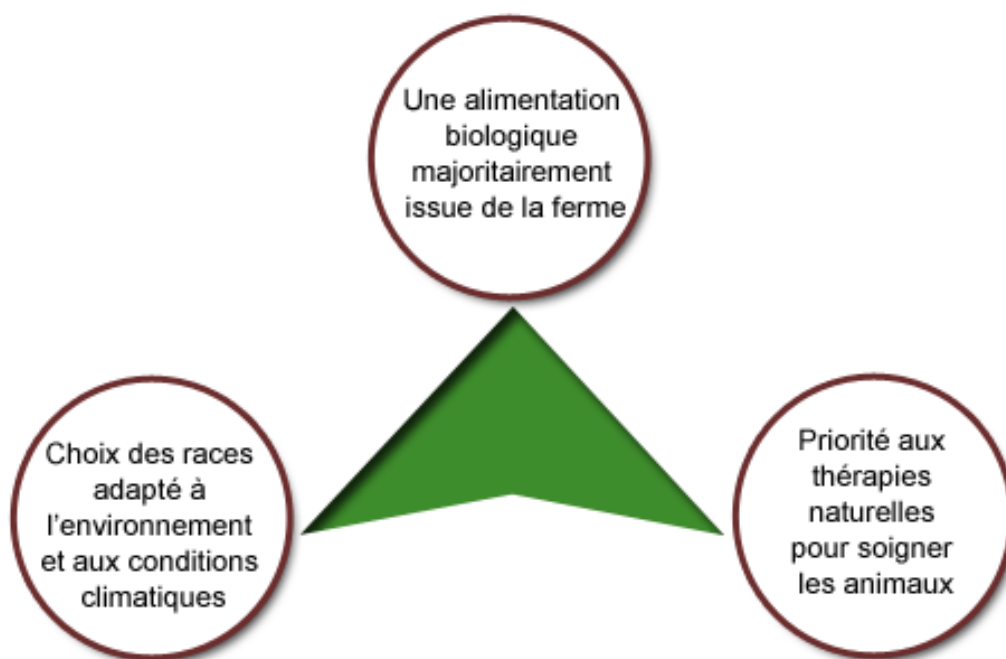 Une alimentation
biologique
majoritairement
issue de la ferme
Choix des races
adapté à
l'environnement
et aux conditions
climatiques
Priorité aux
thérapies
naturelles
pour soigner
les animaux